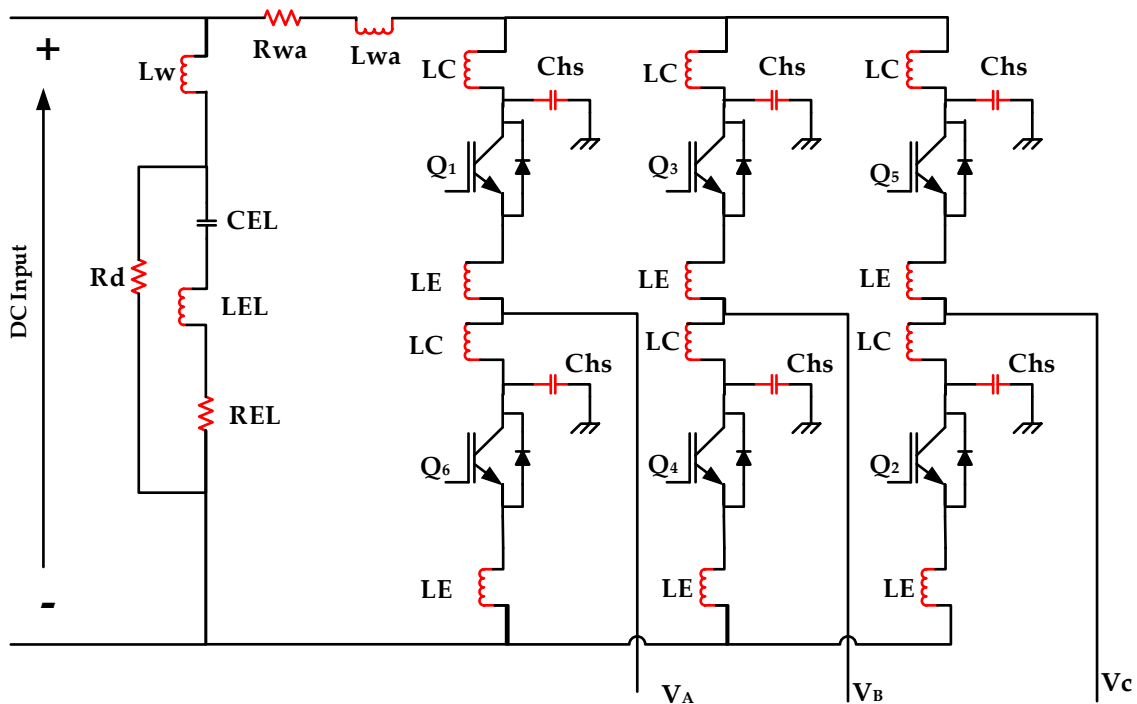 +
Lw
Rwa
Lwa
LC
Chs
LC
Chs
LC
Chs
Q1
Q3
Q5
DC Input
Rd
CEL
LEL
REL
LE
LE
LE
LC
Chs
LC
Chs
LC
Chs
Q6
Q4
Q2
LE
LE
LE
-
VA
VB
Vc